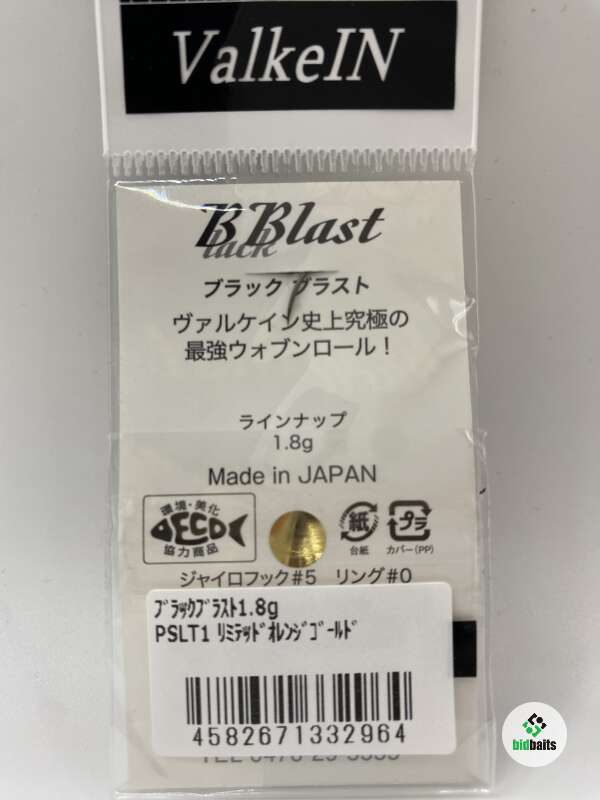 ValkeIN
Black Blast
ブラック ブラスト
ヴァルケイン史上究極の
最強ウォブンロール！
ラインナップ
1.8g
Made in JAPAN
環境・美化
ECO
協力商品
紙
台紙
プラ
カバー(PP)
ジャイロフック#5 リング#0
ﾌﾞﾗｯｸﾌﾞﾗｽﾄ1.8g
PSLT1 ﾘﾐﾃｯﾄﾞｵﾚﾝｼﾞｺﾞｰﾙﾄﾞ
4582671332964
bidbaits